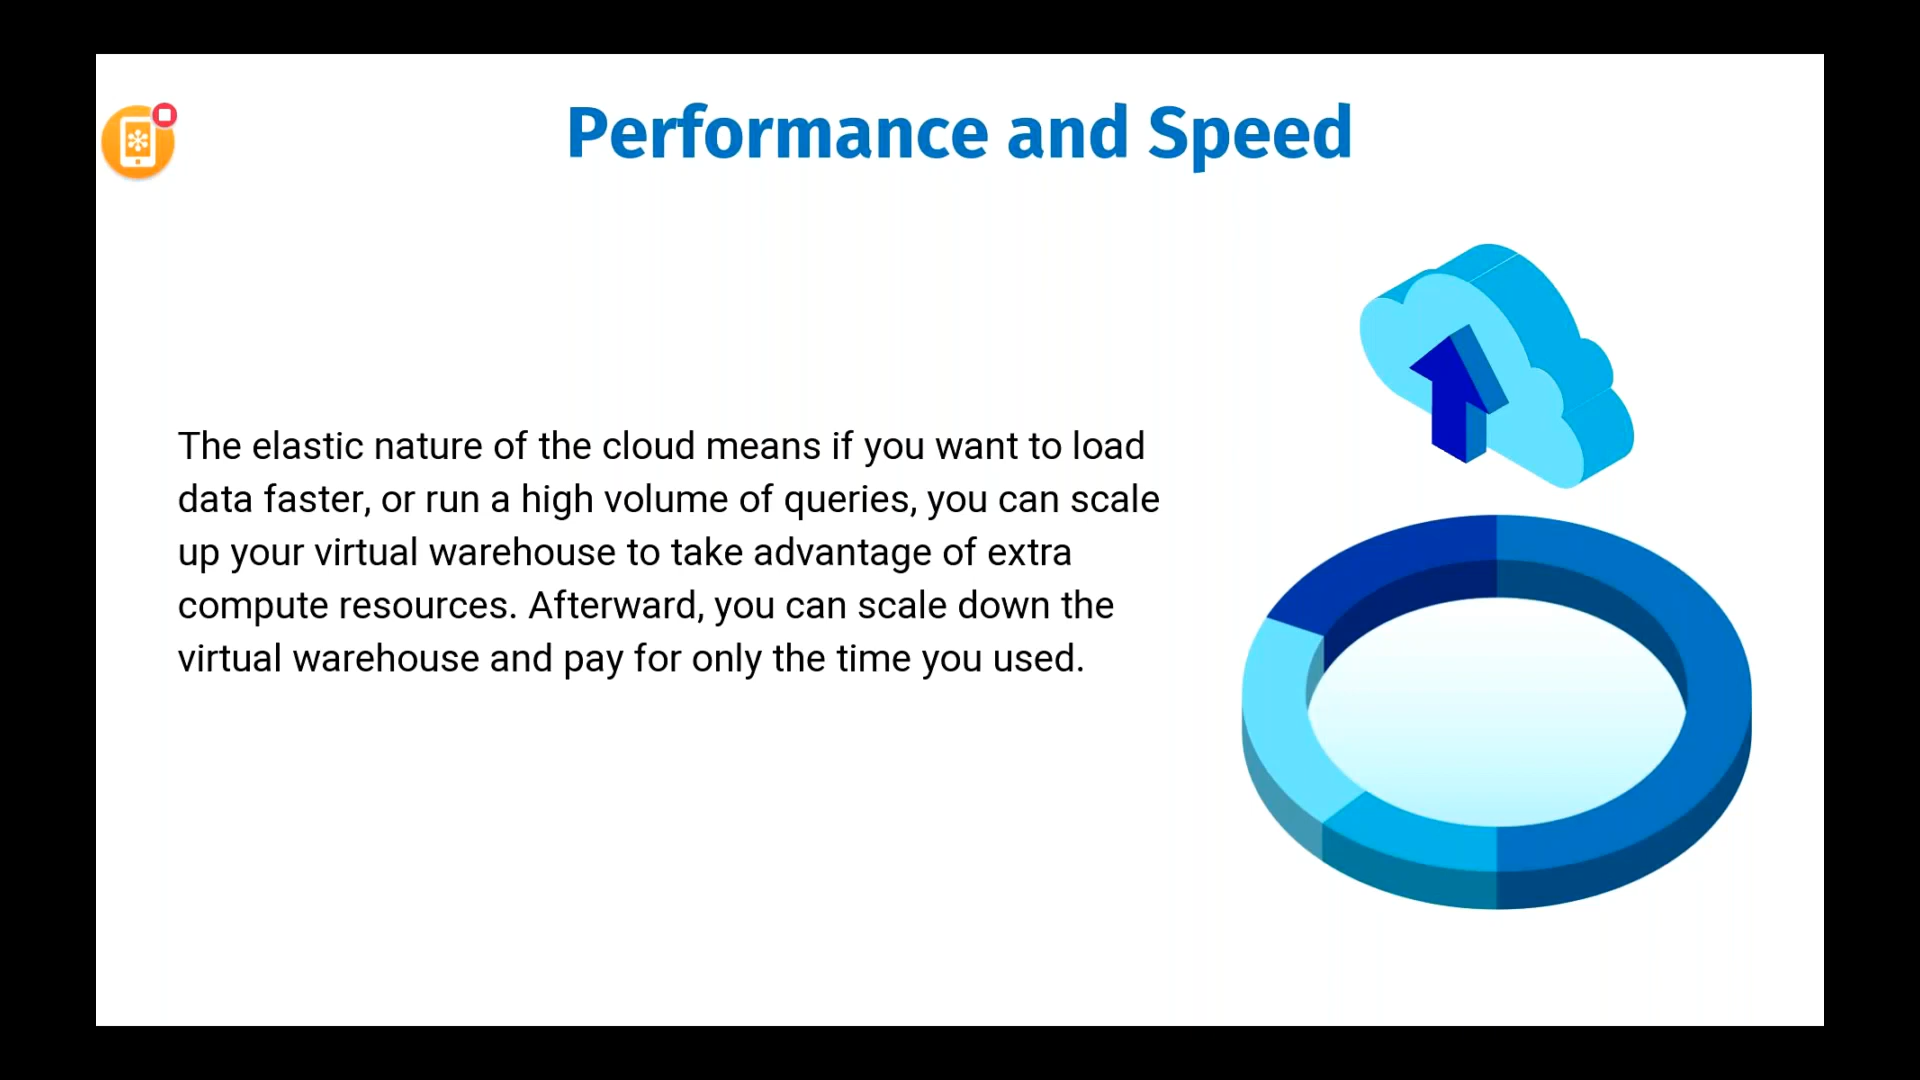 Performance and Speed
The elastic nature of the cloud means if you want to load
data faster, or run a high volume of queries, you can scale
up your virtual warehouse to take advantage of extra
compute resources. Afterward, you can scale down the
virtual warehouse and pay for only the time you used.